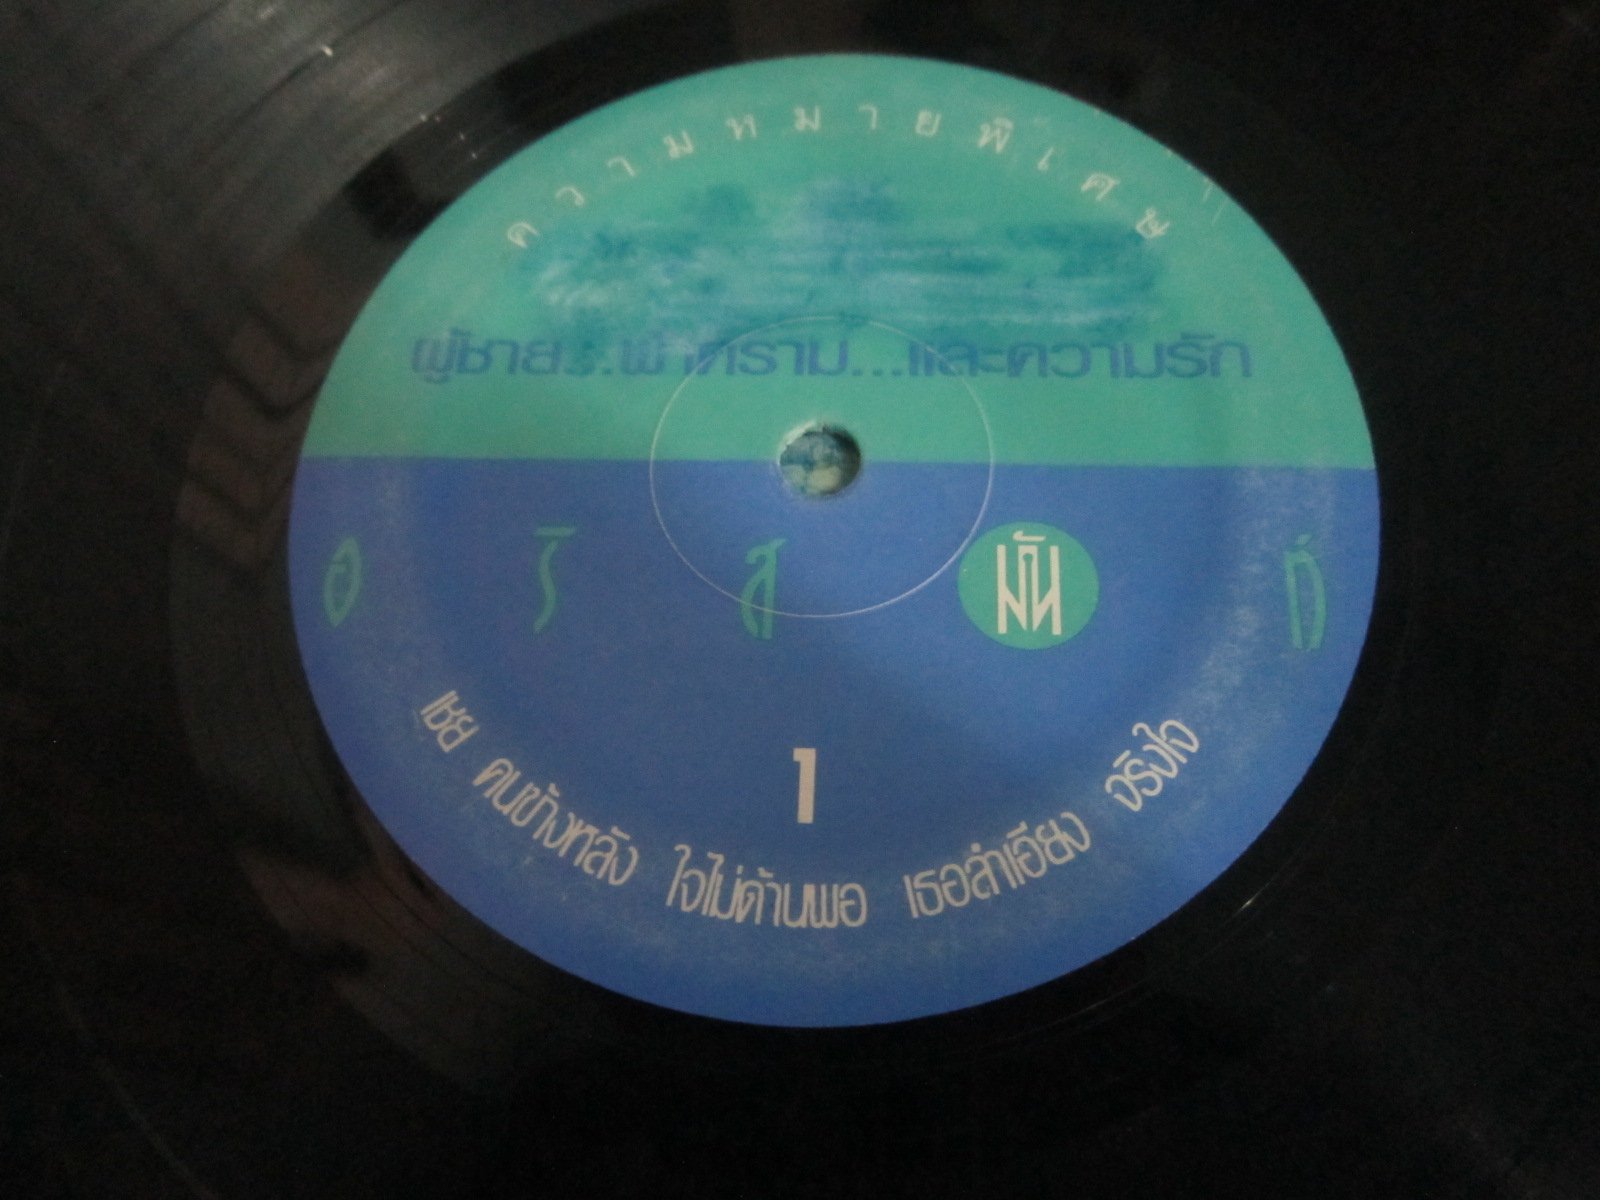 ความหมายพิเศษ
ผู้ชาย...ฟ้าคราม...และความรัก
อริสมันต์
1
เชย คนข้างหลัง ใจไม่ด้านพอ เธอลำเอียง จริงใจ